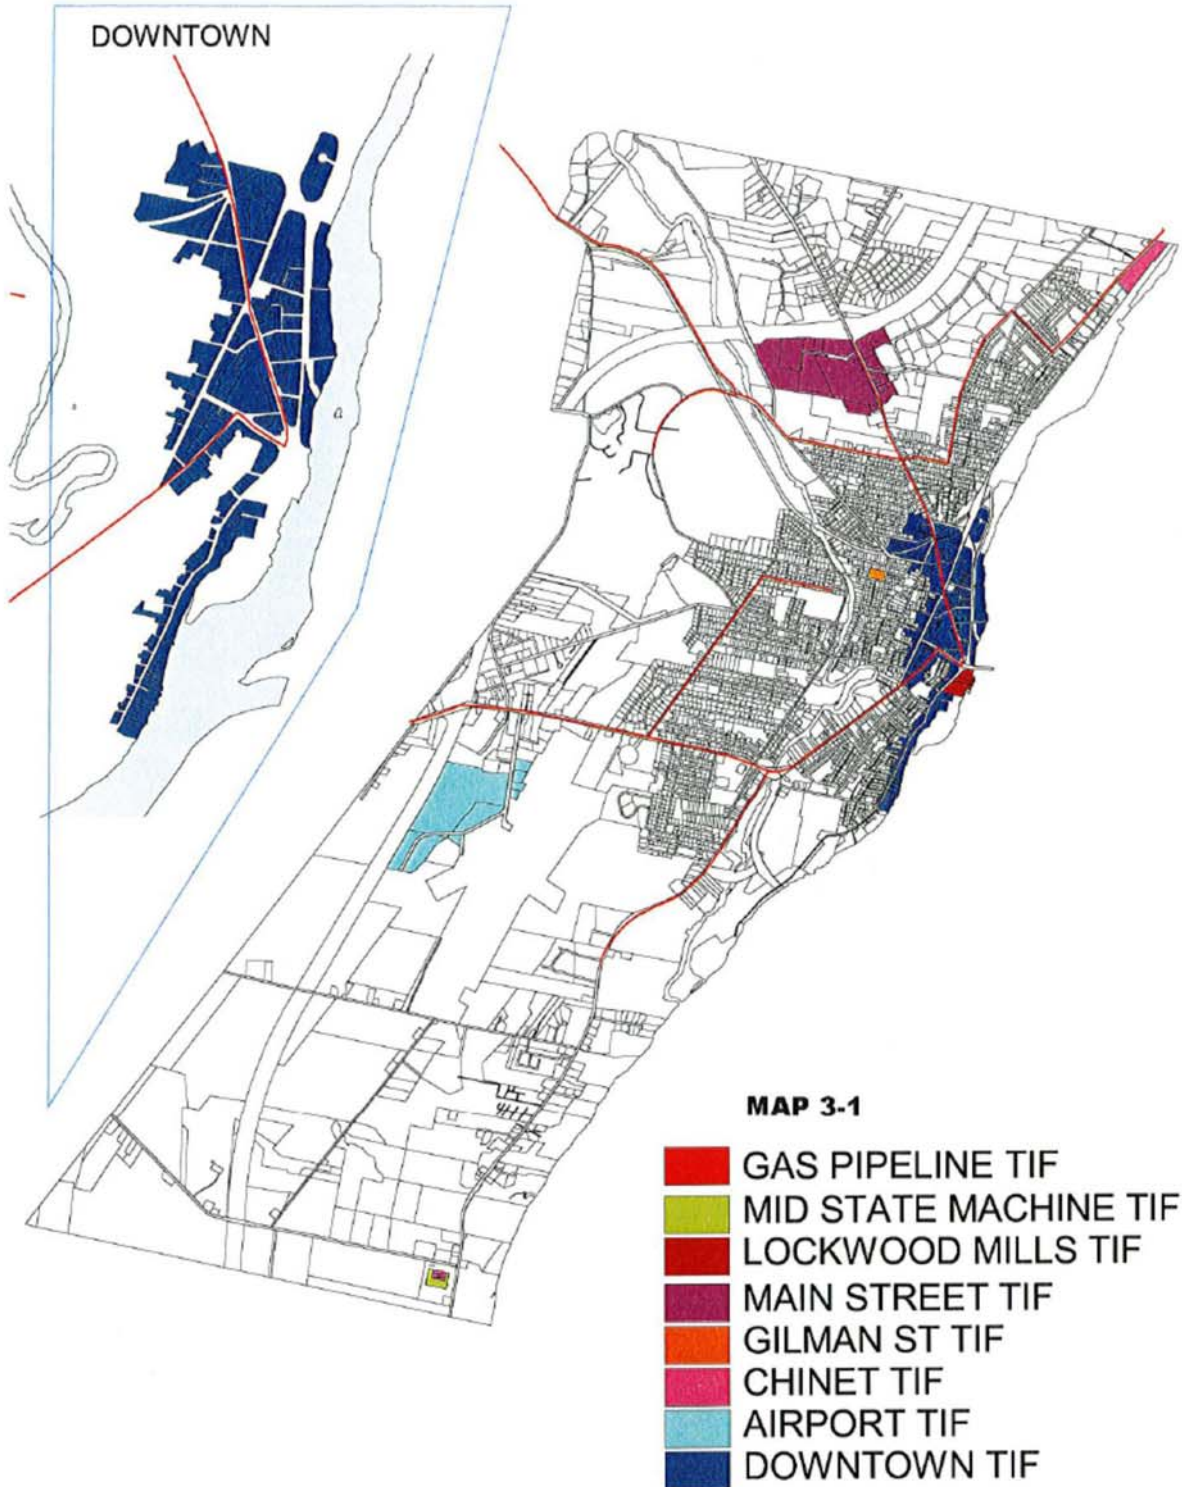 DOWNTOWN
MAP 3-1
GAS PIPELINE TIF
MID STATE MACHINE TIF
LOCKWOOD MILLS TIF
MAIN STREET TIF
GILMAN ST TIF
CHINET TIF
AIRPORT TIF
DOWNTOWN TIF